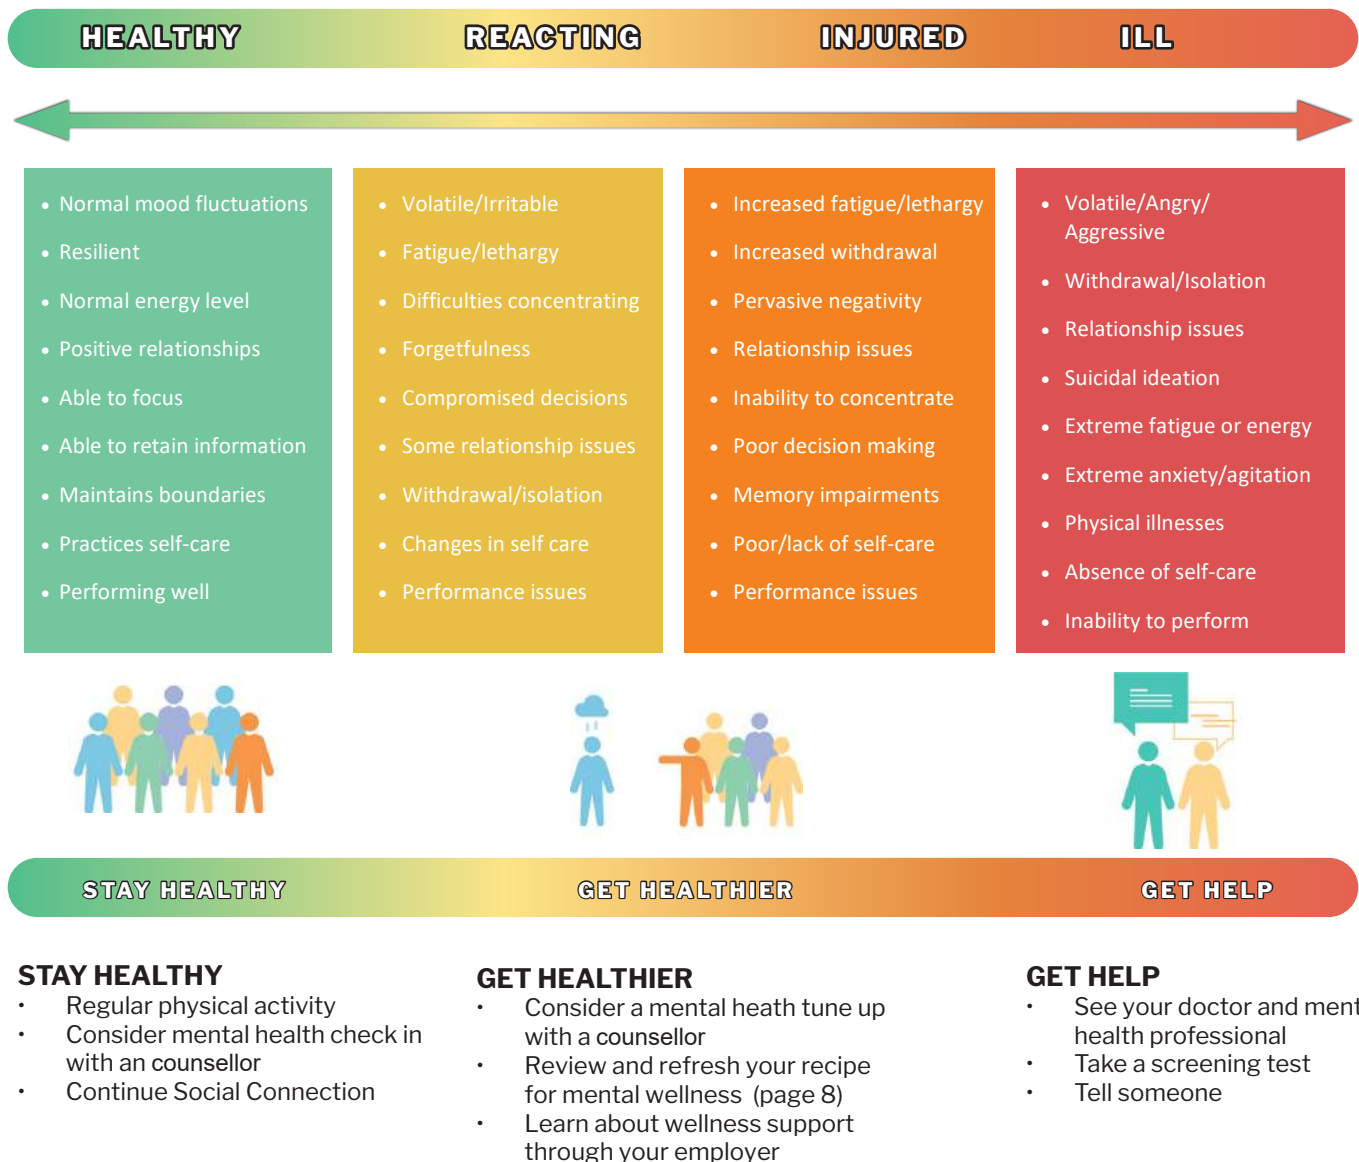 HEALTHY
REACTING
INJURED
ILL
• Normal mood fluctuations
• Resilient
• Normal energy level
• Positive relationships
• Able to focus
• Able to retain information
• Maintains boundaries
• Practices self-care
• Performing well
• Volatile/Irritable
• Fatigue/lethargy
• Difficulties concentrating
• Forgetfulness
• Compromised decisions
• Some relationship issues
• Withdrawal/isolation
• Changes in self care
• Performance issues
• Increased fatigue/lethargy
• Increased withdrawal
• Pervasive negativity
• Relationship issues
• Inability to concentrate
• Poor decision making
• Memory impairments
• Poor/lack of self-care
• Performance issues
• Volatile/Angry/
Aggressive
• Withdrawal/Isolation
• Relationship issues
• Suicidal ideation
• Extreme fatigue or energy
• Extreme anxiety/agitation
• Physical illnesses
• Absence of self-care
• Inability to perform
STAY HEALTHY
GET HEALTHIER
GET HELP
STAY HEALTHY
• Regular physical activity
• Consider mental health check in
with an counsellor
• Continue Social Connection
GET HEALTHIER
• Consider a mental heath tune up
with a counsellor
• Review and refresh your recipe
for mental wellness (page 8)
• Learn about wellness support
through your employer
GET HELP
• See your doctor and ment
health professional
• Take a screening test
• Tell someone